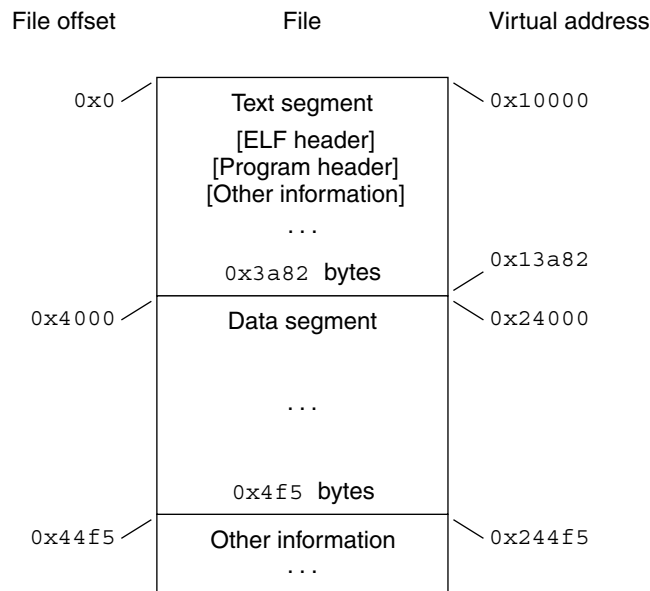 File offset File Virtual address
0x0 Text segment 0x10000
[ELF header]
[Program header]
[Other information]
...
0x3a82 bytes 0x13a82
0x4000 Data segment 0x24000
...
0x4f5 bytes
0x44f5 Other information 0x244f5
...